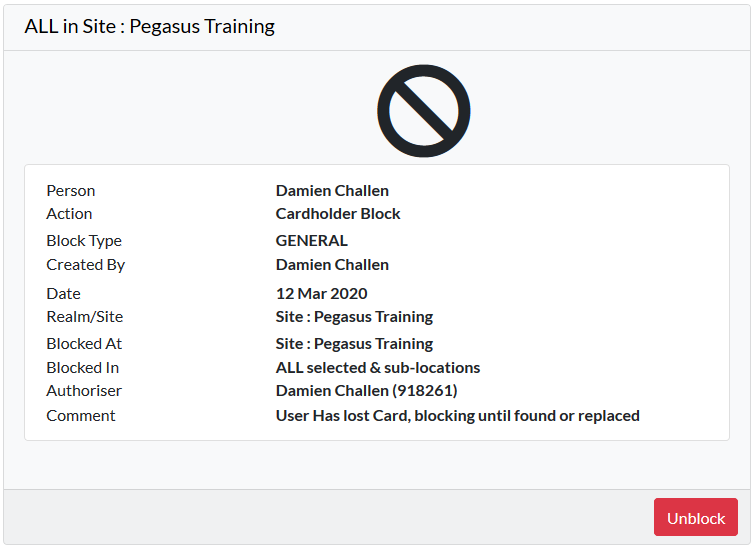 ALL in Site : Pegasus Training
Person Damien Challen
Action Cardholder Block
Block Type GENERAL
Created By Damien Challen
Date 12 Mar 2020
Realm/Site Site : Pegasus Training
Blocked At Site : Pegasus Training
Blocked In ALL selected & sub-locations
Authoriser Damien Challen (918261)
Comment User Has lost Card, blocking until found or replaced
Unblock